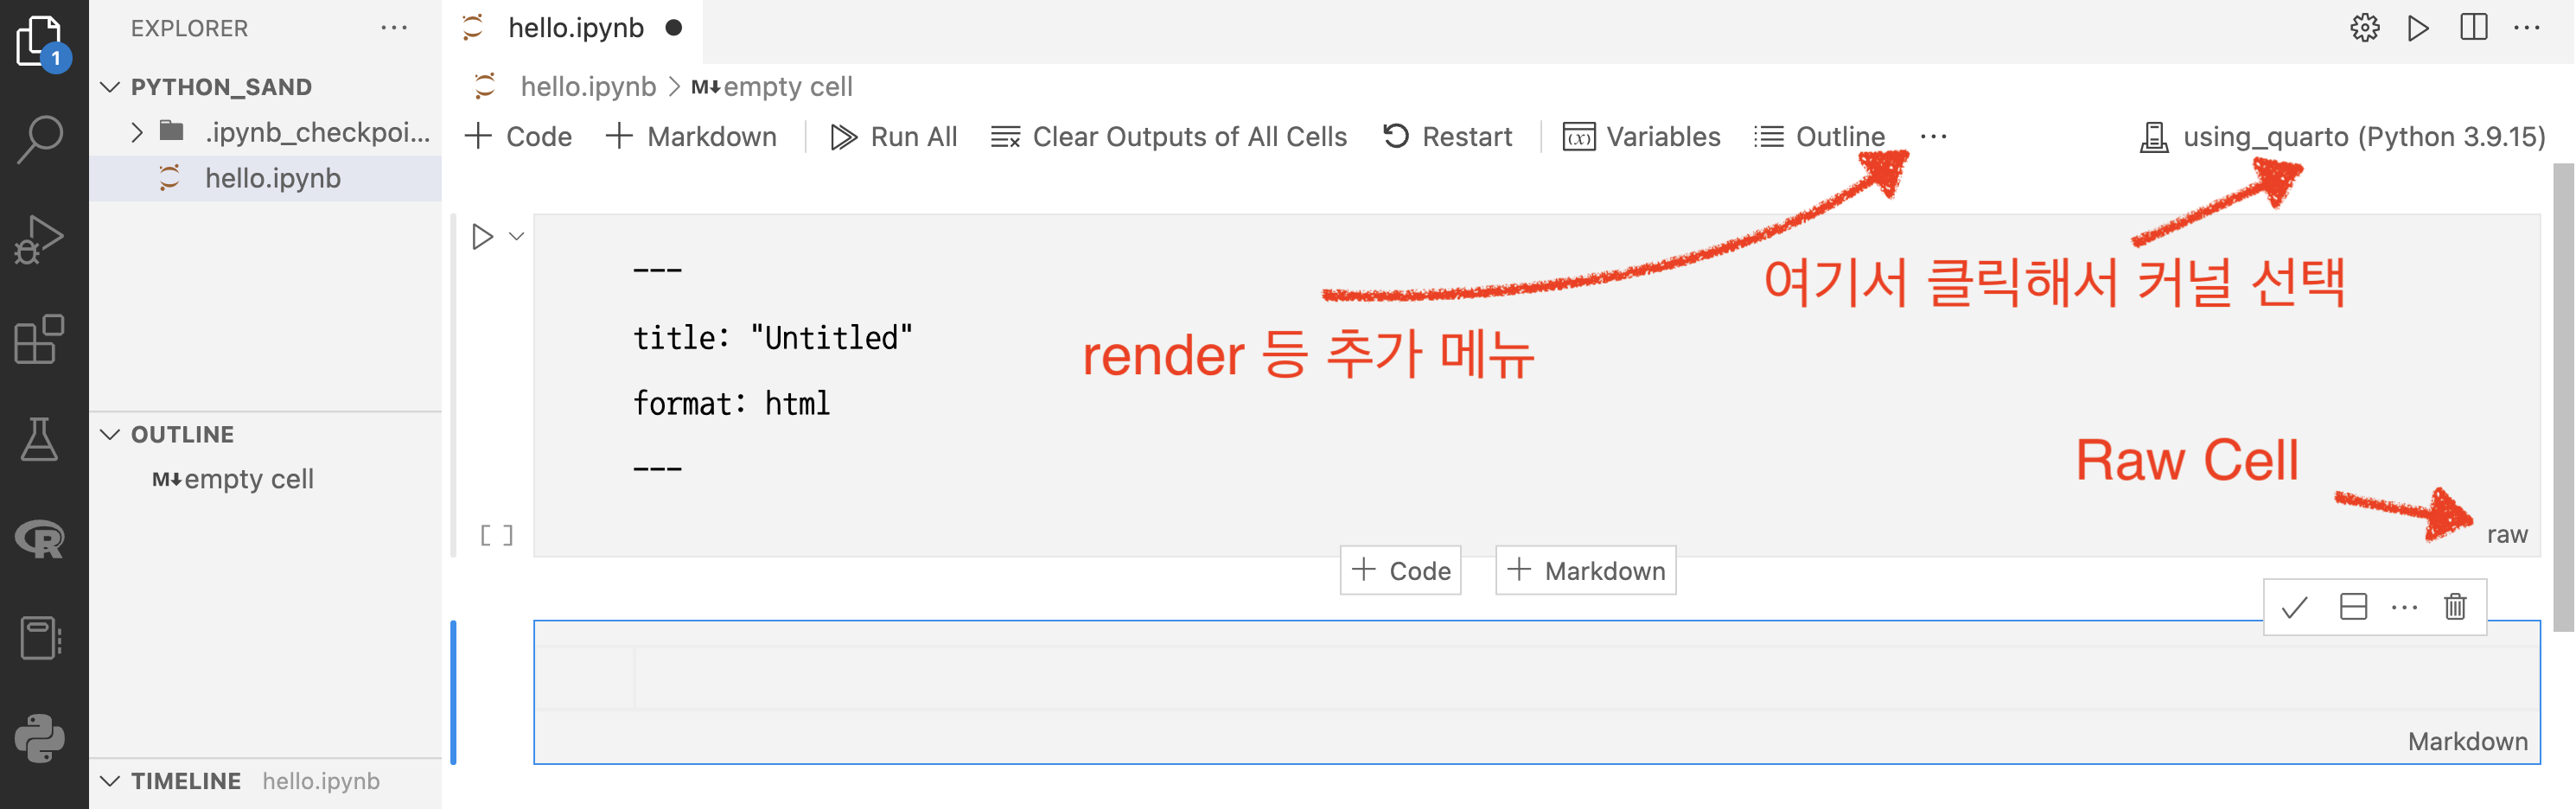 EXPLORER ···
1
PYTHON_SAND
.ipynb_checkpoi...
hello.ipynb
OUTLINE
M↓ empty cell
TIMELINE hello.ipynb
hello.ipynb ●
hello.ipynb > M↓ empty cell
+ Code + Markdown Run All Clear Outputs of All Cells Restart (x) Variables Outline ··· using_quarto (Python 3.9.15)
---
title: "Untitled"
format: html
---
[ ]
여기서 클릭해서 커널 선택
render 등 추가 메뉴
Raw Cell
raw
+ Code + Markdown
Markdown